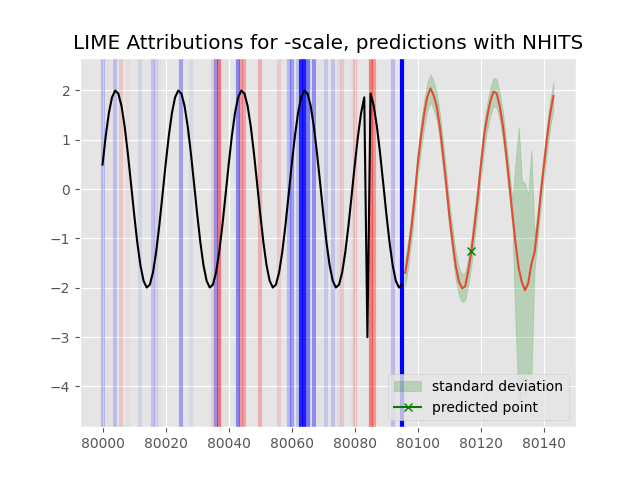 LIME Attributions for -scale, predictions with NHITS
2
1
0
−1
−2
−3
−4
standard deviation
predicted point
80000 80020 80040 80060 80080 80100 80120 80140